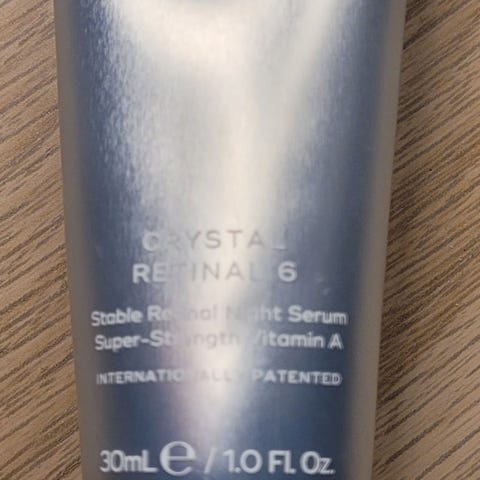 CRYSTAL
RETINAL 6
Stable Retinal Night Serum
Super-Strength Vitamin A
INTERNATIONALLY PATENTED
30mL ℮ / 1.0 Fl. Oz.